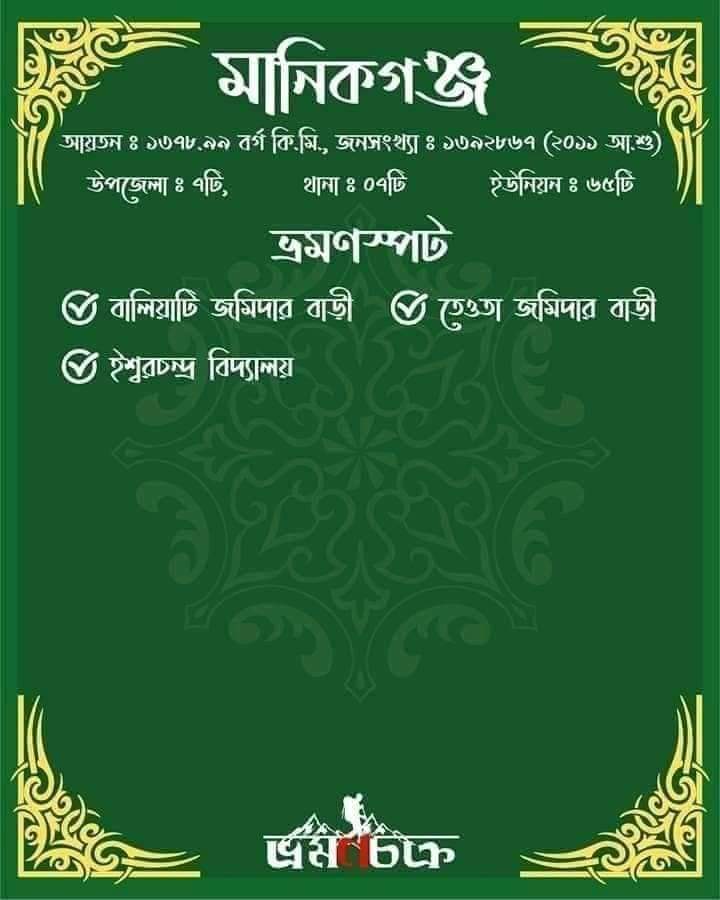 মানিকগঞ্জ
আয়তন ঃ ১৩৭৮.৯৯ বর্গ কি.মি., জনসংখ্যা ঃ ১৩৯২৮৬৭ (২০১১ আ.শু)
উপজেলা ঃ ৭টি, থানা ঃ ০৭টি ইউনিয়ন ঃ ৬৫টি
ভ্রমণস্পট
বালিয়াটি জমিদার বাড়ী তেওতা জমিদার বাড়ী
ইশ্বরচন্দ্র বিদ্যালয়
ভ্রমণচক্র